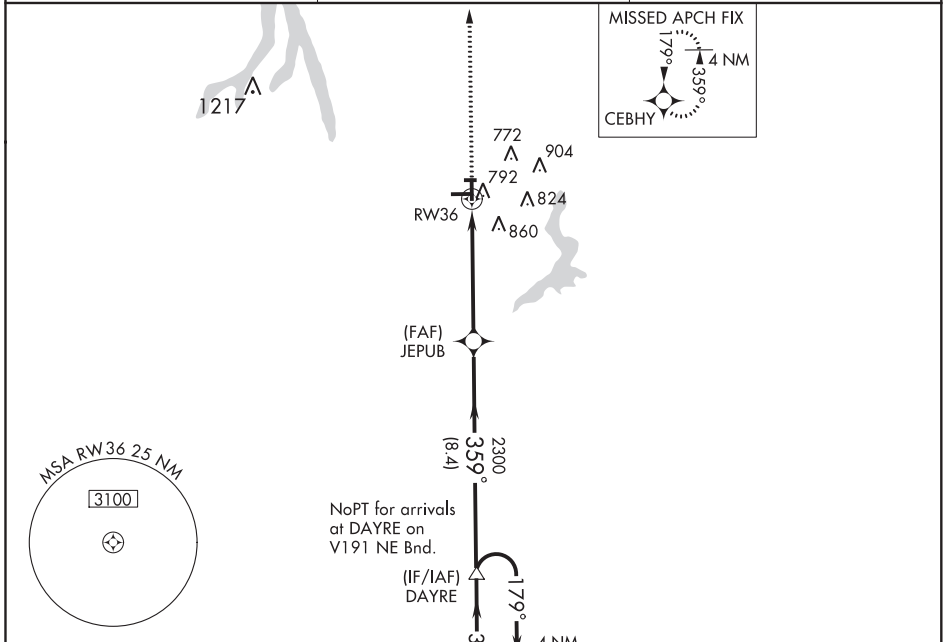 MISSED APCH FIX
179°
4 NM
359°
CEBHY
1217
772
904
792
824
RW36
860
(FAF)
JEPUB
2300
359°
(8.4)
MSA RW36 25 NM
3100
NoPT for arrivals
at DAYRE on
V191 NE Bnd.
(IF/IAF)
DAYRE
179°
3
4 NM